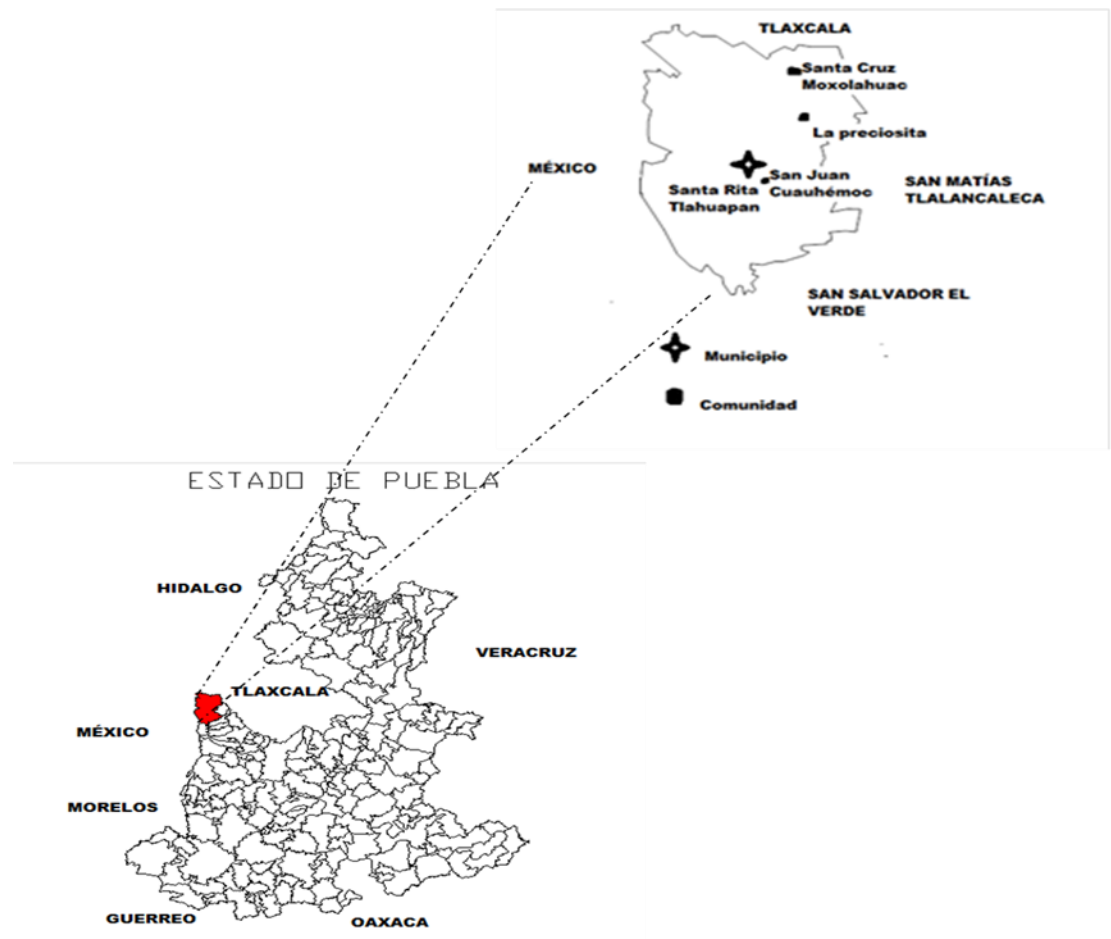 TLAXCALA
Santa Cruz
Moxolahuac
La preciosita
MÉXICO
San Juan
Cuauhémoc
Santa Rita
Tlahuapan
SAN MATÍAS
TLALANCALECA
SAN SALVADOR EL
VERDE
Municipio
Comunidad
ESTADO DE PUEBLA
HIDALGO
VERACRUZ
TLAXCALA
MÉXICO
MORELOS
GUERREO
OAXACA